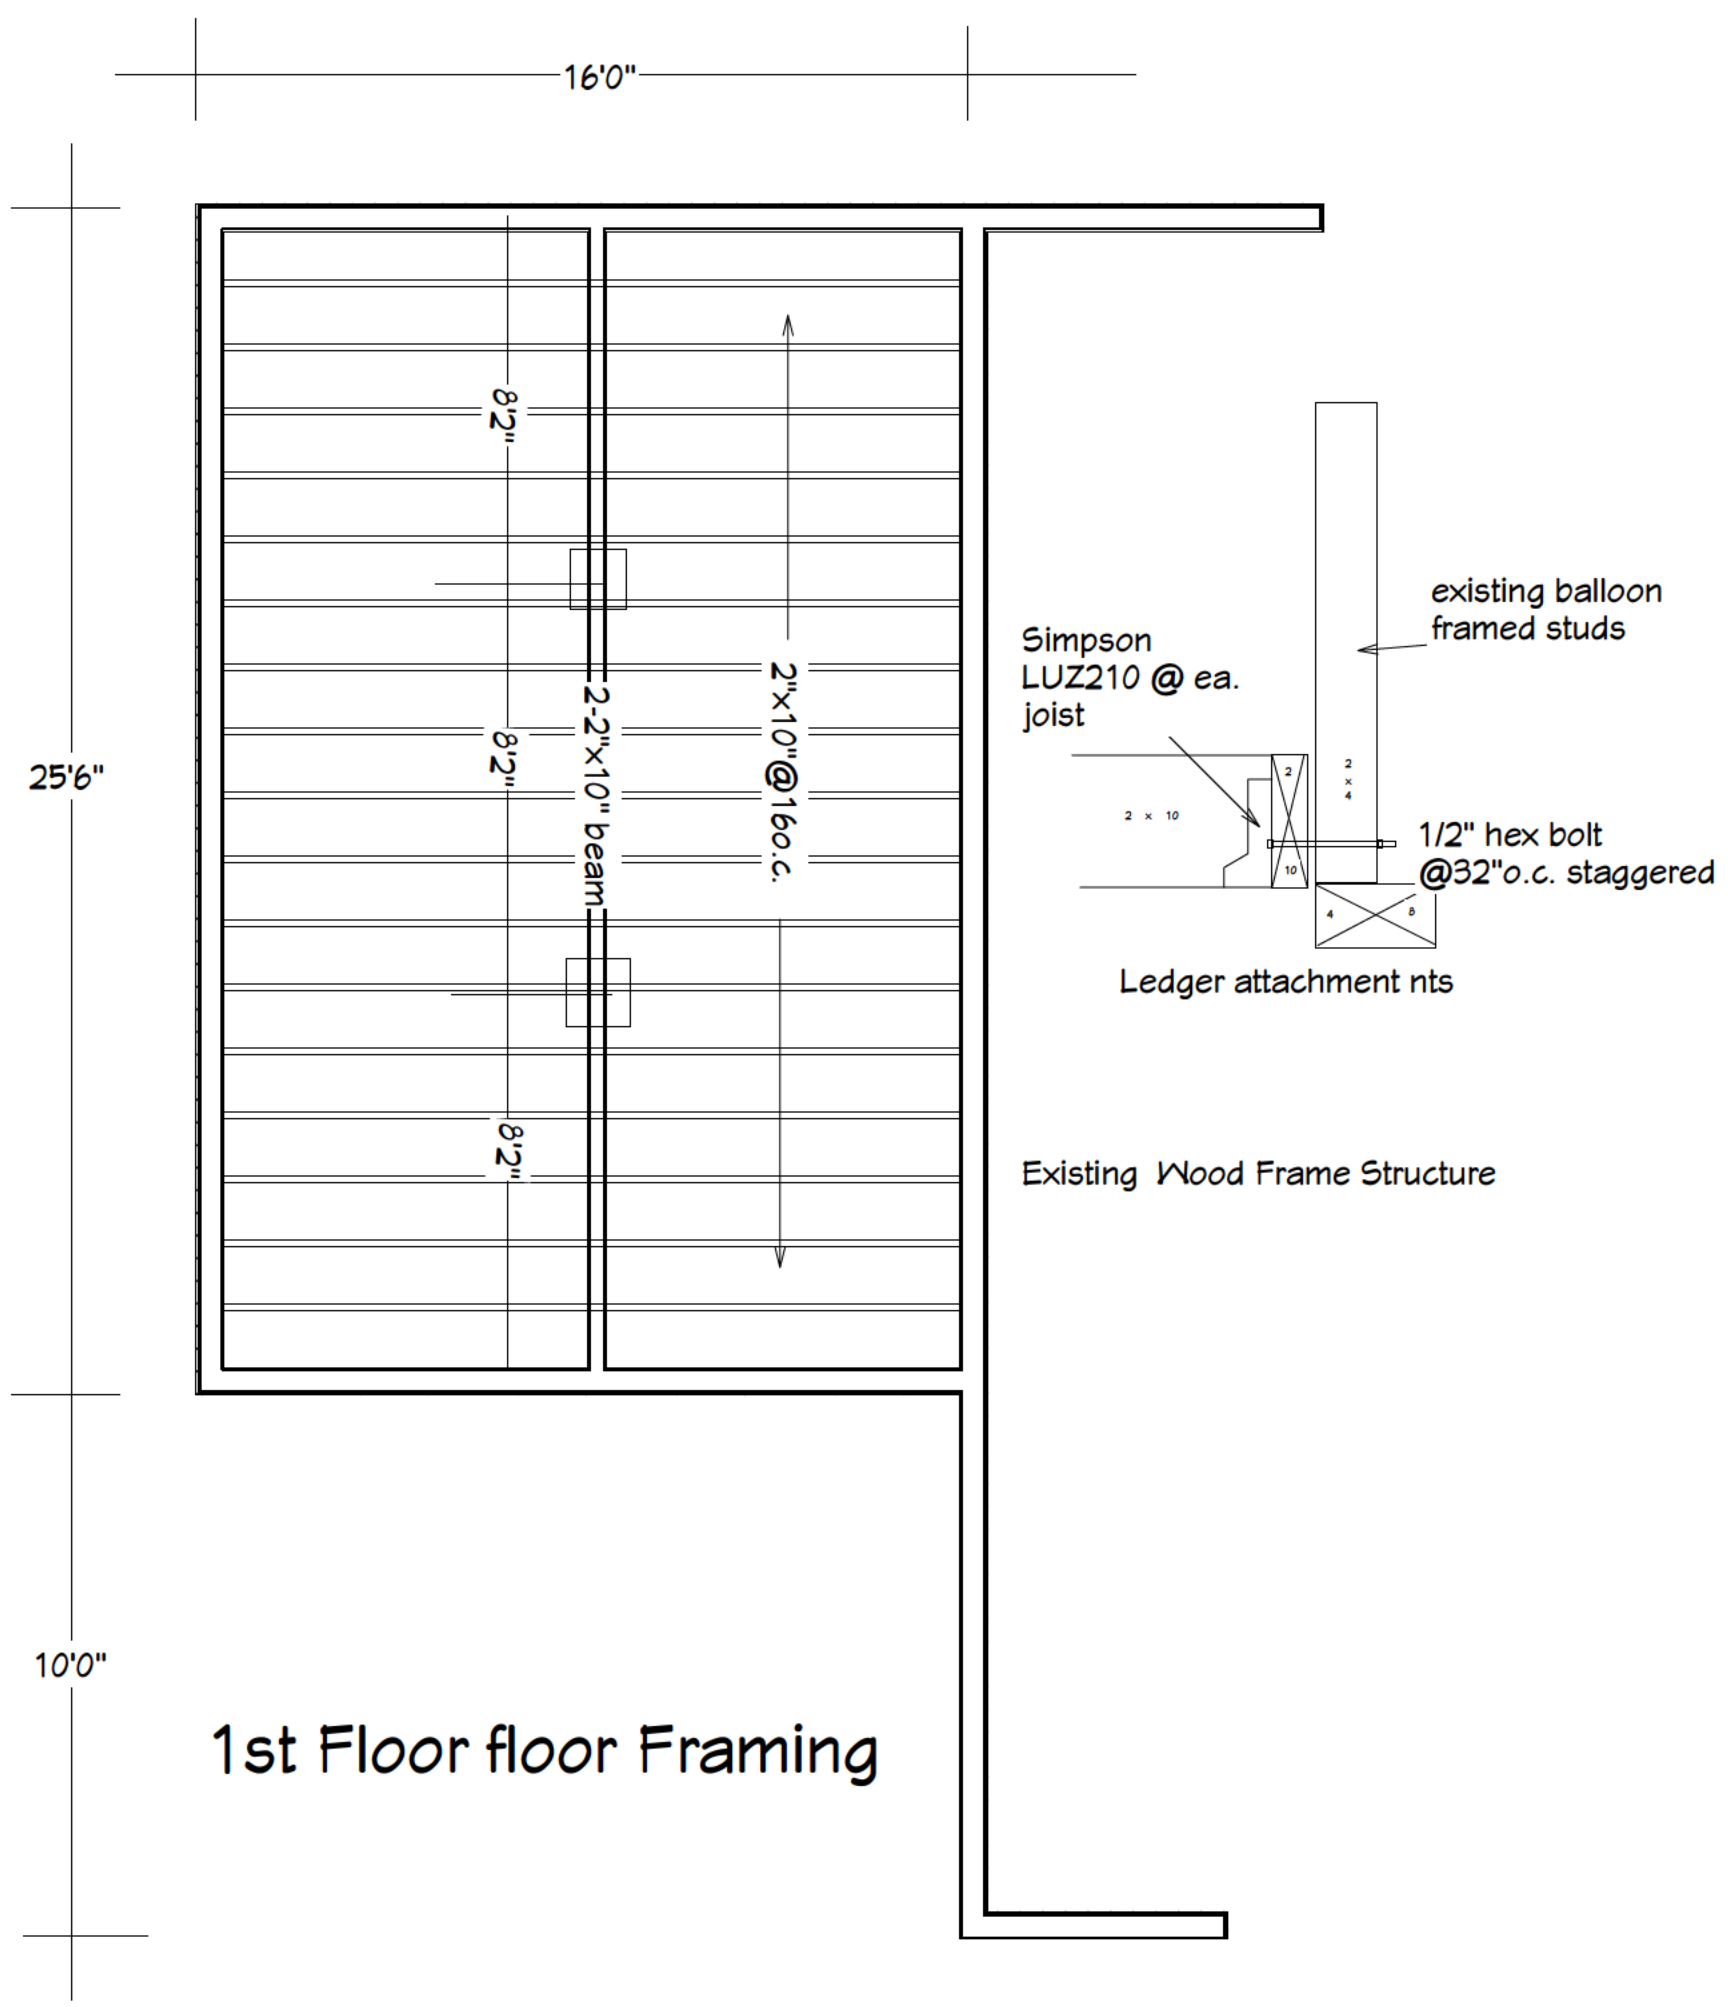 16'0"
25'6"
10'0"
8'2"
8'2"
8'2"
2-2"x10" beam
2"x10"@16o.c.
Simpson
LUZ210 @ ea.
joist
existing balloon
framed studs
2 x 10
2
10
2
x
4
1/2" hex bolt
@32"o.c. staggered
4 8
Ledger attachment nts
Existing Wood Frame Structure
1st Floor floor Framing